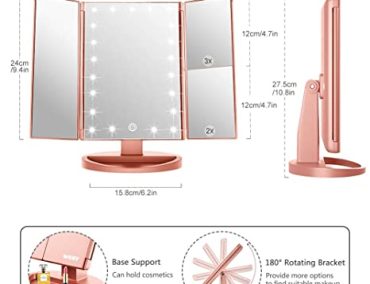 24cm
/9.4in
12cm/4.7in
3x
2x
12cm/4.7in
27.5cm
/10.8in
15.8cm/6.2in
Base Support
Can hold cosmetics
180° Rotating Bracket
Provide more options
to find suitable makeup